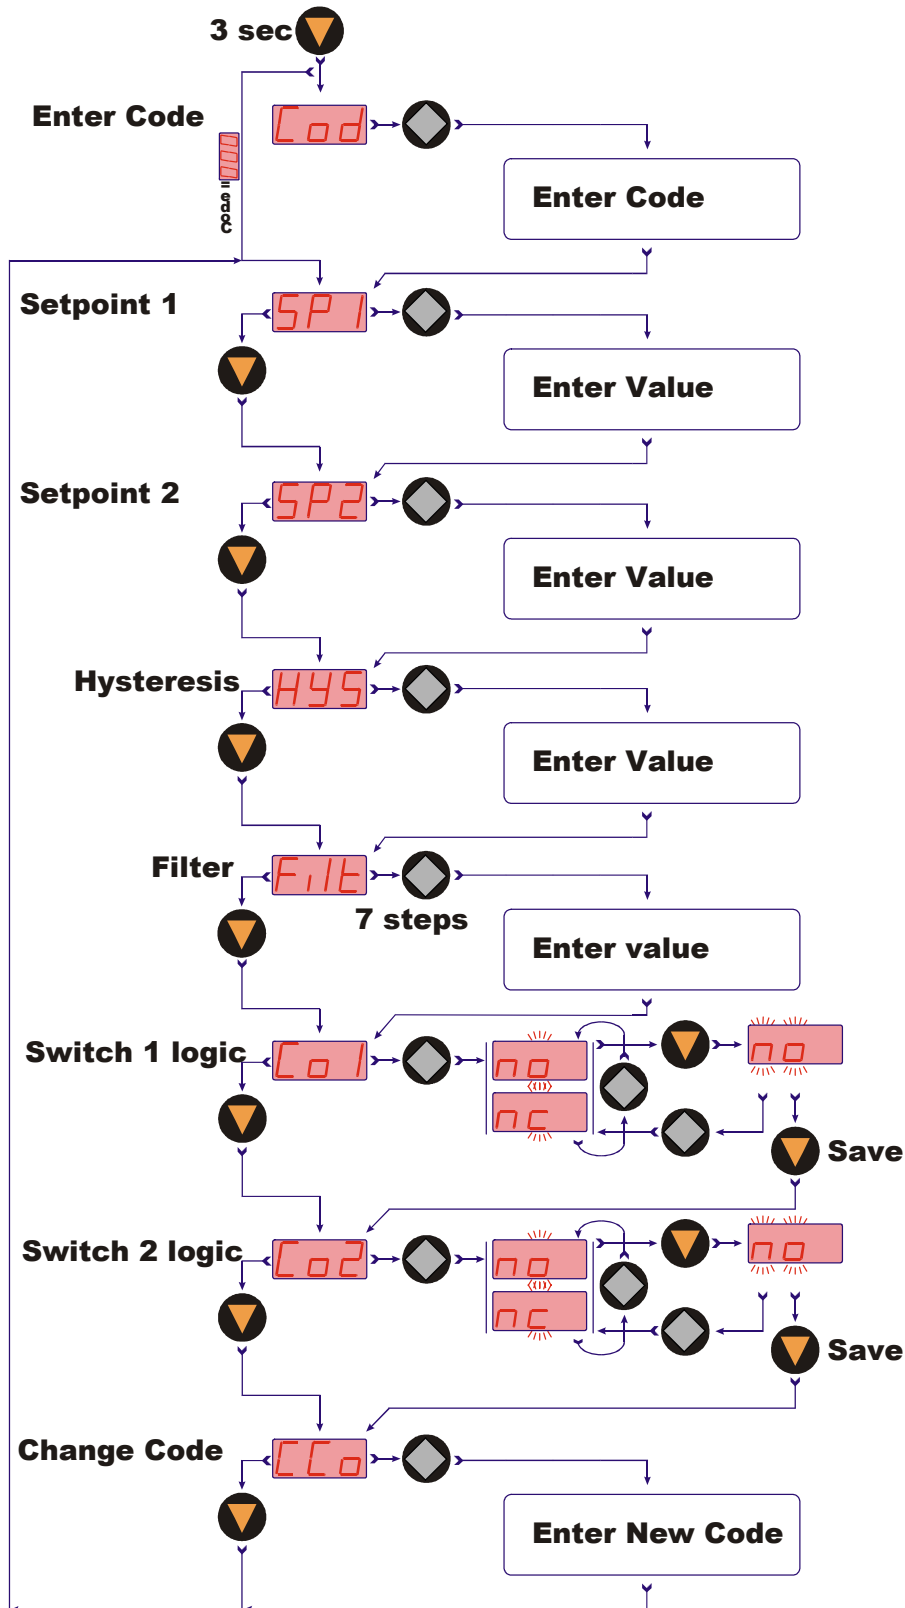 3 sec
Enter Code
Cod
Code =
000
Enter Code
Setpoint 1
SP1
Enter Value
Setpoint 2
SP2
Enter Value
Hysteresis
HYS
Enter Value
Filter
Filt
7 steps
Enter value
Switch 1 logic
Co1
no
no
nc
Save
Switch 2 logic
Co2
no
no
nc
Save
Change Code
CCo
Enter New Code